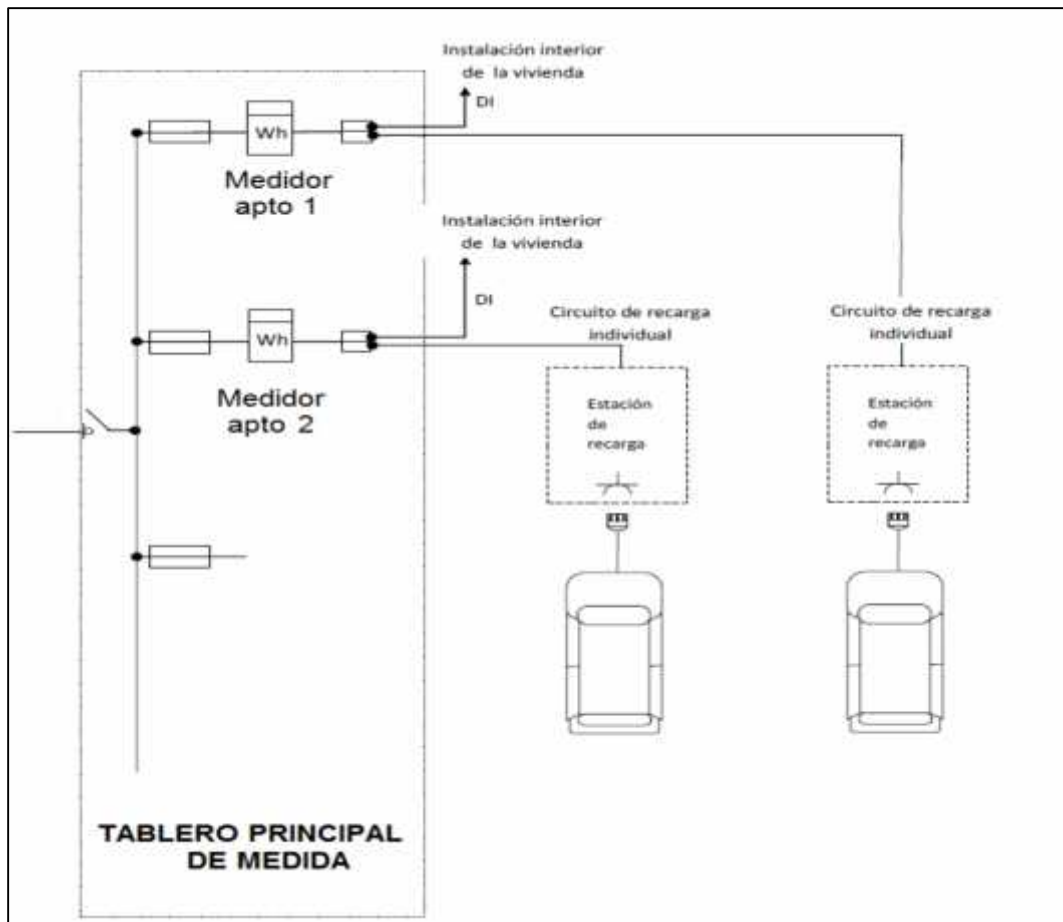 Instalación interior
de la vivienda
DI
Wh
Medidor
apto 1
Instalación interior
de la vivienda
DI
Wh
Medidor
apto 2
Circuito de recarga
individual
Circuito de recarga
individual
Estación
de
recarga
Estación
de
recarga
TABLERO PRINCIPAL
DE MEDIDA